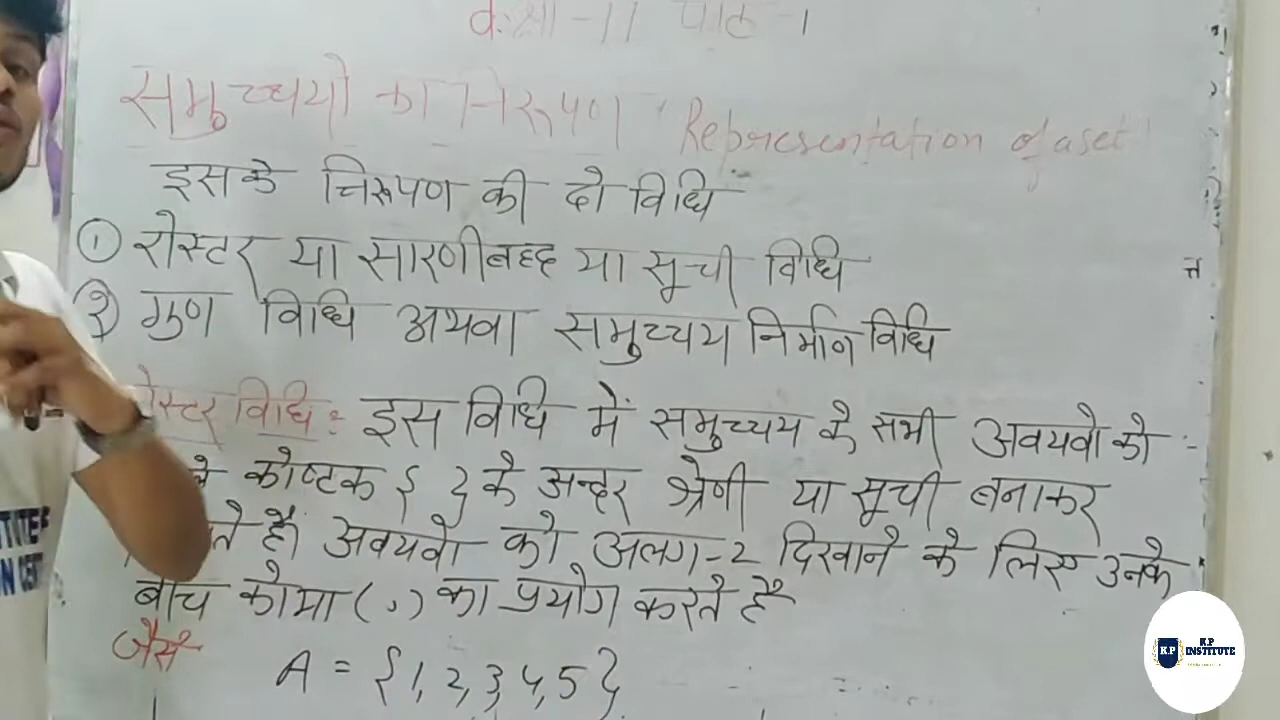 कक्षा-11 पाठ-1
समुच्चयो का निरूपण "Representation of a set"
इसके निरूपण की दो विधि
① रोस्टर या सारणीबद्द या सूची विधि
② गुण विधि अथवा समुच्चय निर्माण विधि
रोस्टर विधि: इस विधि में समुच्चय के सभी अवयवो को
कोष्टक { } के अन्दर श्रेणी या सूची बनाकर
है। अवयवो को अलग-2 दिखाने के लिए उनके
बीच कोमा (,) का प्रयोग करते है
जैसे
A = {1, 2, 3, 4, 5}
K.P INSTITUTE